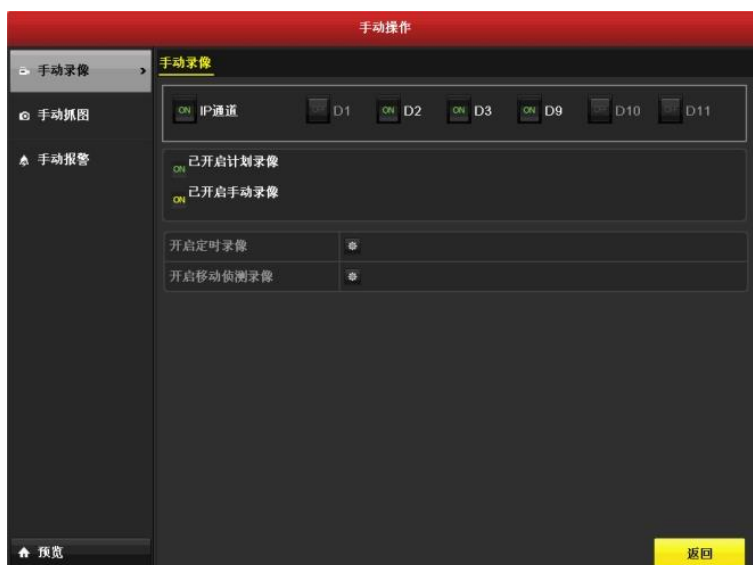 手动操作
手动录像
手动抓图
手动报警
预览
手动录像
ON IP通道 OFF D1 ON D2 ON D3 ON D9 OFF D10 OFF D11
ON 已开启计划录像
ON 已开启手动录像
开启定时录像
开启移动侦测录像
返回